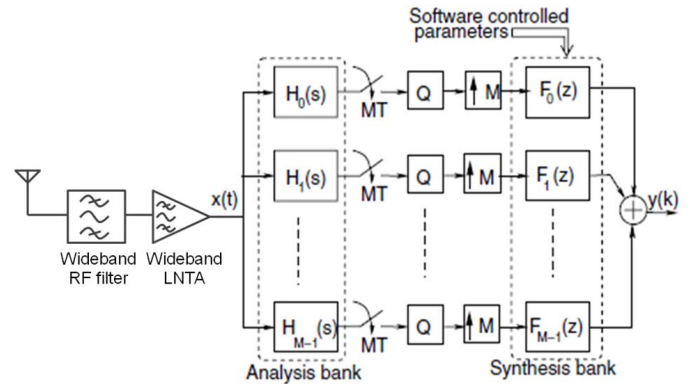 Software controlled
parameters
H0(s) MT Q M F0(z)
x(t) H1(s) MT Q M F1(z) y(k)
Wideband Wideband
RF filter LNTA
HM-1(s) MT Q M FM-1(z)
Analysis bank Synthesis bank